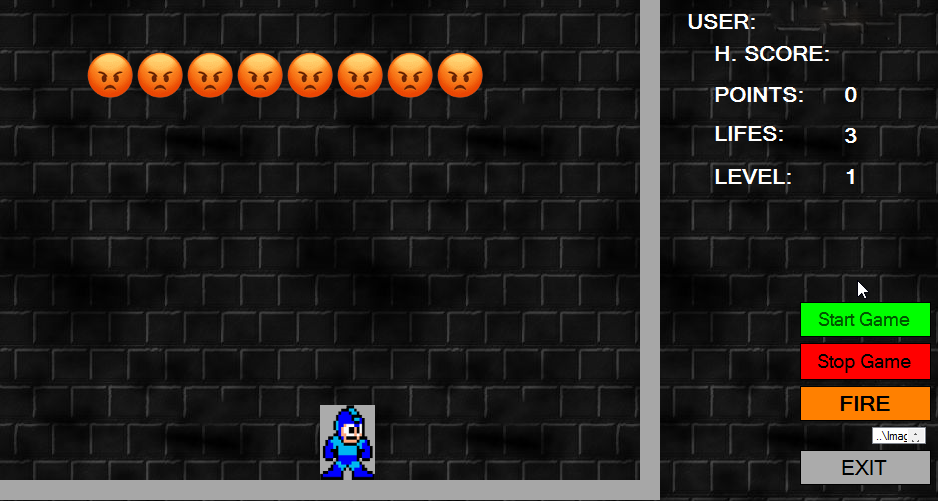 USER:
H. SCORE:
POINTS: 0
LIFES: 3
LEVEL: 1
Start Game
Stop Game
FIRE
..\Imag
EXIT